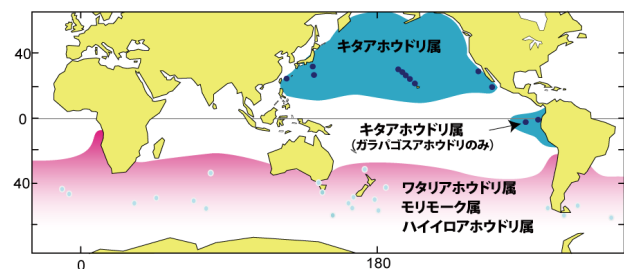 40
キタアホウドリ属
0
キタアホウドリ属
(ガラパゴスアホウドリのみ)
40
ワタリアホウドリ属
モリモーク属
ハイイロアホウドリ属
0
180